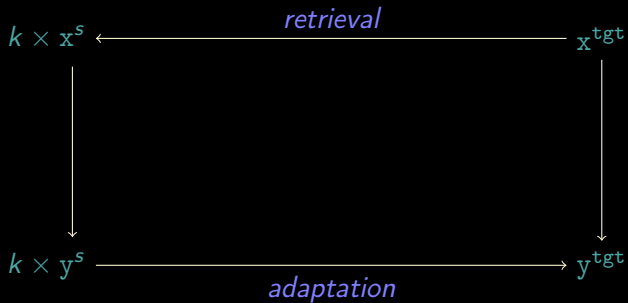 retrieval
k × x^s x^tgt
k × y^s y^tgt
adaptation